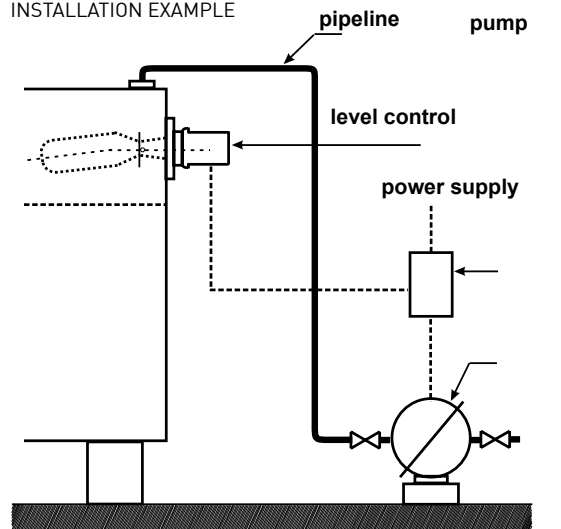 INSTALLATION EXAMPLE
pipeline
pump
level control
power supply